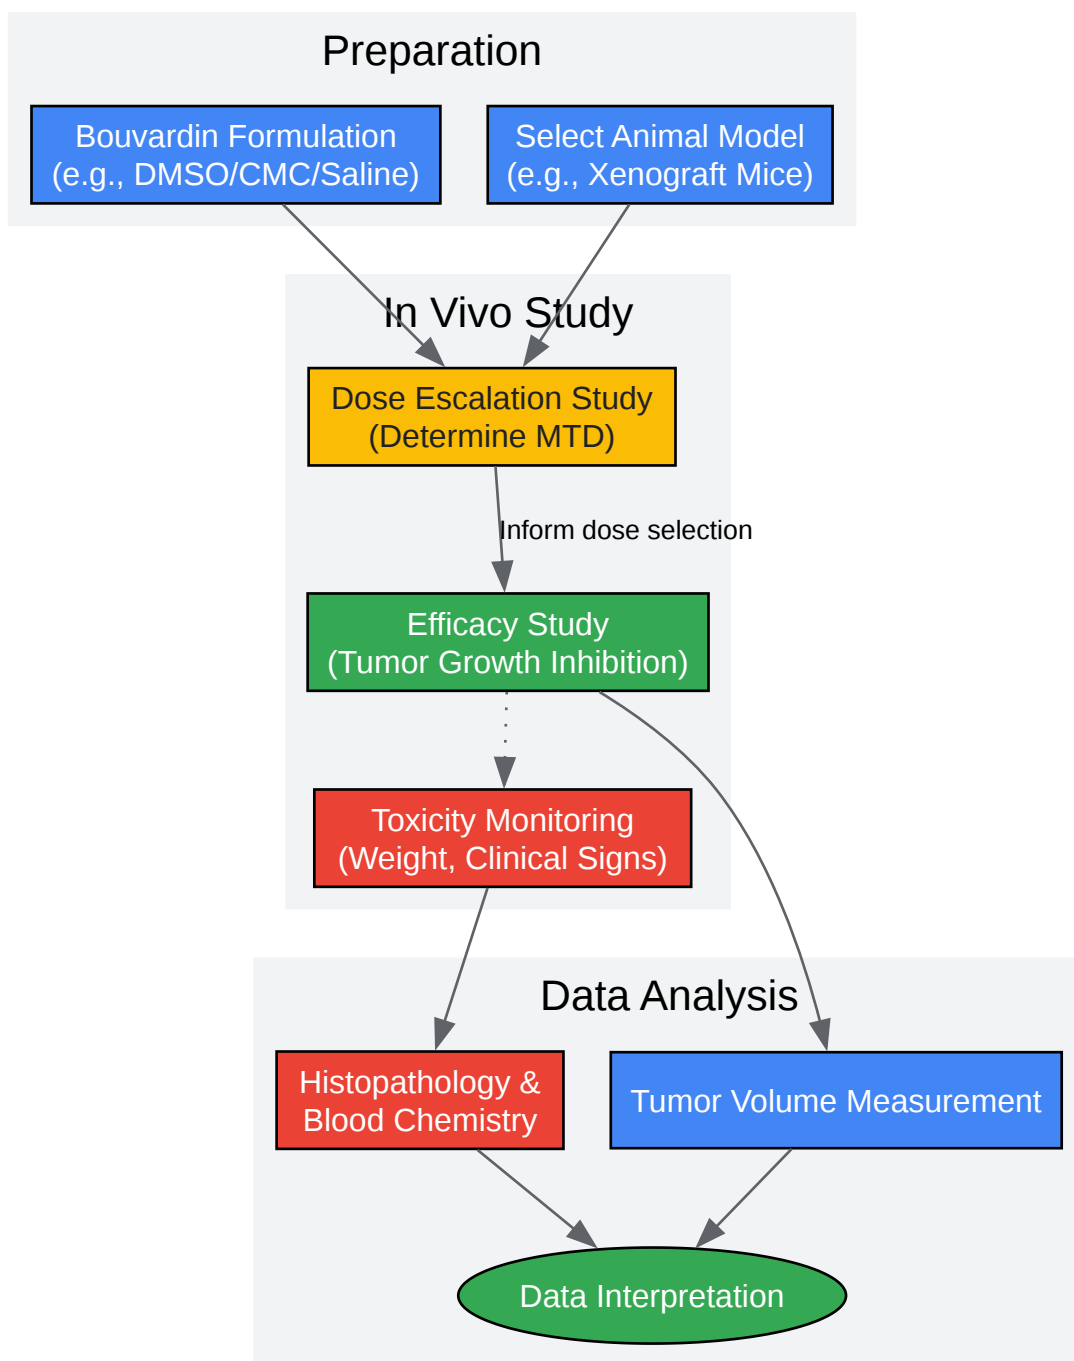 Preparation
Bouvardin Formulation
(e.g., DMSO/CMC/Saline)
Select Animal Model
(e.g., Xenograft Mice)
In Vivo Study
Dose Escalation Study
(Determine MTD)
Inform dose selection
Efficacy Study
(Tumor Growth Inhibition)
Toxicity Monitoring
(Weight, Clinical Signs)
Data Analysis
Histopathology &
Blood Chemistry
Tumor Volume Measurement
Data Interpretation